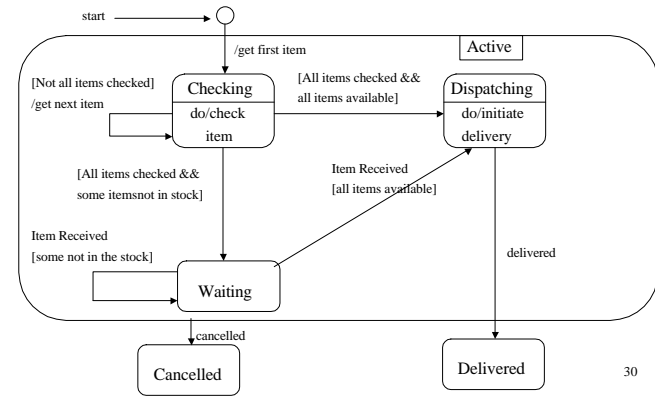 start
/get first item
Active
[Not all items checked]
/get next item
Checking
do/check
item
[All items checked &&
all items available]
Dispatching
do/initiate
delivery
[All items checked &&
some itemsnot in stock]
Item Received
[all items available]
Item Received
[some not in the stock]
Waiting
delivered
cancelled
Cancelled
Delivered
30